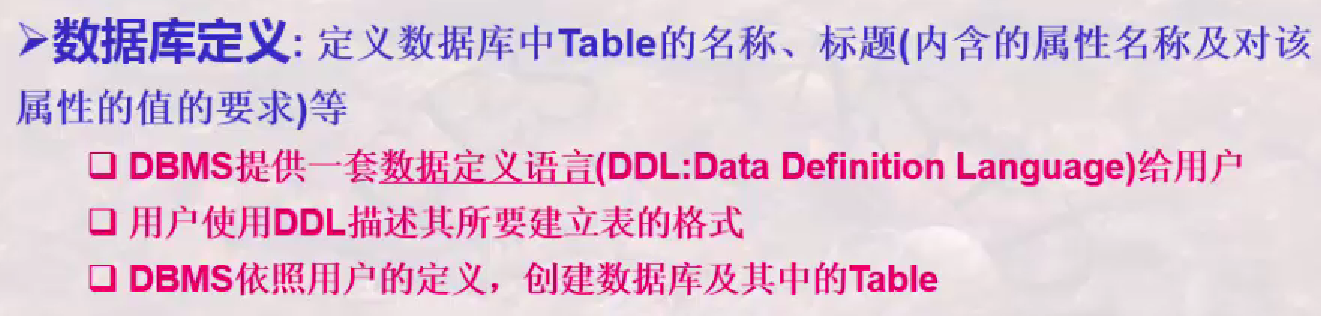 ➢数据库定义: 定义数据库中Table的名称、标题(内含的属性名称及对该
属性的值的要求)等
❑ DBMS提供一套数据定义语言(DDL:Data Definition Language)给用户
❑ 用户使用DDL描述其所要建立表的格式
❑ DBMS依照用户的定义，创建数据库及其中的Table